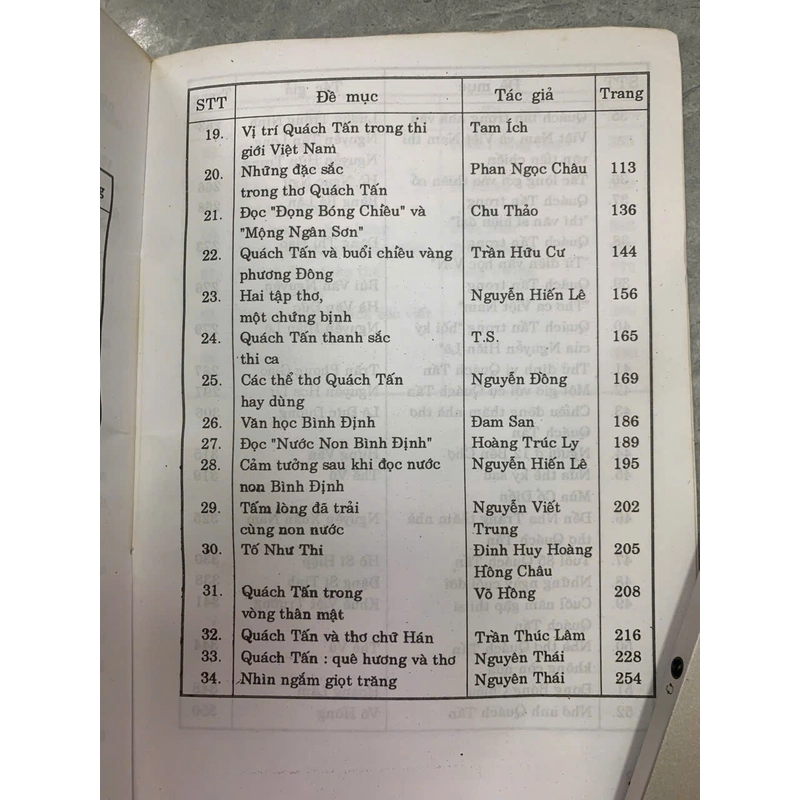 STT Đề mục Tác giả Trang
19. Vị trí Quách Tấn trong thi Tam Ích
giới Việt Nam
20. Những đặc sắc Phan Ngọc Châu 113
trong thơ Quách Tấn
21. Đọc "Đọng Bóng Chiều" và Chu Thảo 136
"Mộng Ngân Sơn"
22. Quách Tấn và buổi chiều vàng Trần Hữu Cư 144
phương Đông
23. Hai tập thơ, Nguyễn Hiến Lê 156
một chứng bịnh
24. Quách Tấn thanh sắc T.S. 165
thi ca
25. Các thể thơ Quách Tấn Nguyễn Đồng 169
hay dùng
26. Văn học Bình Định Đam San 186
27. Đọc "Nước Non Bình Định" Hoàng Trúc Ly 189
28. Cảm tưởng sau khi đọc nước Nguyễn Hiến Lê 195
non Bình Định
29. Tấm lòng đã trải Nguyễn Viết 202
cùng non nước Trung
30. Tố Như Thi Đinh Huy Hoàng 205
Hồng Châu
31. Quách Tấn trong Võ Hồng 208
vòng thân mật
32. Quách Tấn và thơ chữ Hán Trần Thúc Lâm 216
33. Quách Tấn : quê hương và thơ Nguyên Thái 228
34. Nhìn ngắm giọt trăng Nguyên Thái 254